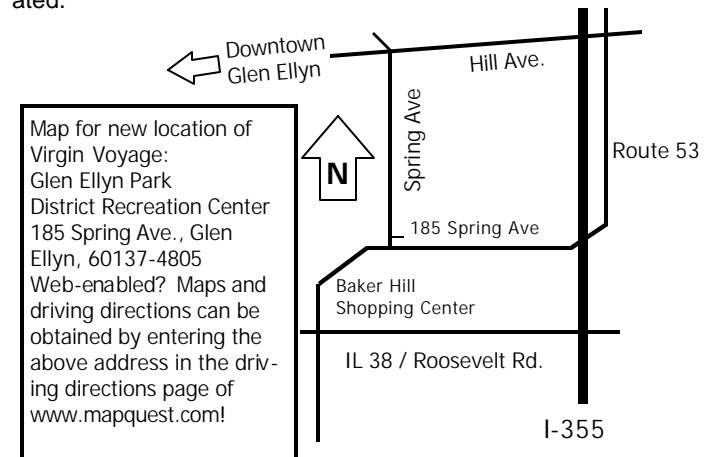 ated.
Downtown
Glen Ellyn
Hill Ave.
Map for new location of
Virgin Voyage:
Glen Ellyn Park
District Recreation Center
185 Spring Ave., Glen
Ellyn, 60137-4805
Web-enabled? Maps and
driving directions can be
obtained by entering the
above address in the driv-
ing directions page of
www.mapquest.com!
N
Spring Ave
Route 53
185 Spring Ave
Baker Hill
Shopping Center
IL 38 / Roosevelt Rd.
I-355